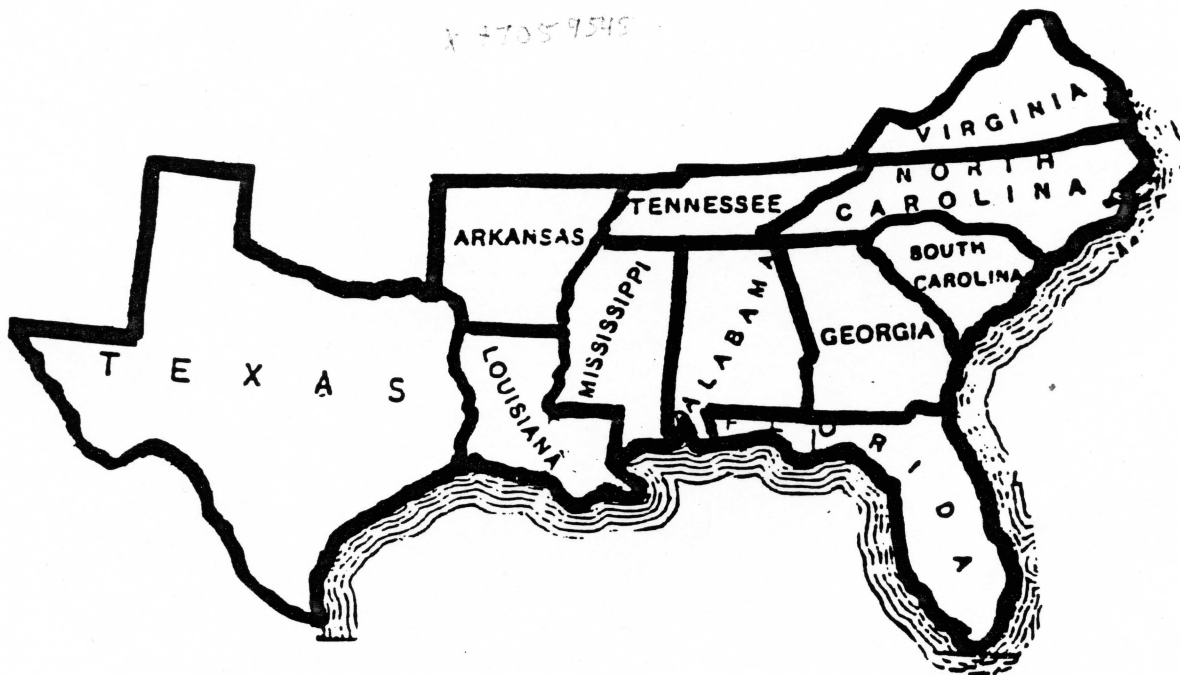 VIRGINIA
NORTH
CAROLINA
TENNESSEE
ARKANSAS
SOUTH
CAROLINA
MISSISSIPPI
ALABAMA
GEORGIA
TEXAS
LOUISIANA
FLORIDA